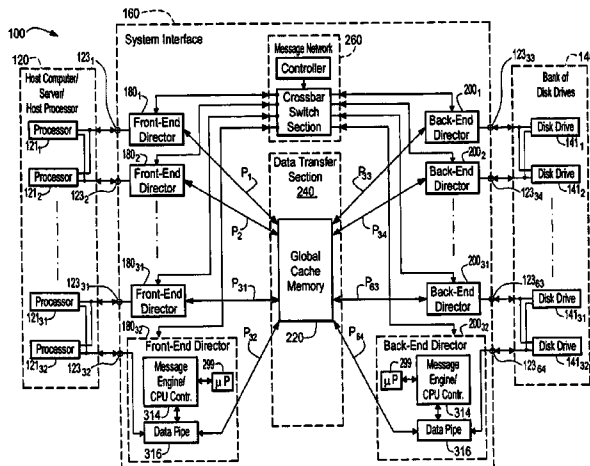 100
160
System Interface
260
120
Host Computer/
Server/
Host Processor
123₁
180₁
Message Network
Controller
Crossbar
Switch
Section
200₁
123₃₃
Bank of
Disk Drives
Processor
121₁
Front-End
Director
Back-End
Director
Disk Drive
141₁
Processor
121₂
123₂
180₂
Front-End
Director
P₁
P₂
Data Transfer
Section
240
P₃₃
P₃₄
200₂
Back-End
Director
123₃₄
Disk Drive
141₂
Global
Cache
Memory
220
Processor
121₃₁
123₃₁
180₃₁
Front-End
Director
P₃₁
P₆₃
200₃₁
Back-End
Director
123₆₃
Disk Drive
141₃₁
Processor
121₃₂
123₃₂
180₃₂
P₃₂
P₆₄
200₃₂
123₆₄
Disk Drive
141₃₂
Front-End Director
Message
Engine/
CPU Contr.
299
μP
314
Data Pipe
316
Back-End Director
299
μP
Message
Engine/
CPU Contr.
314
Data Pipe
316